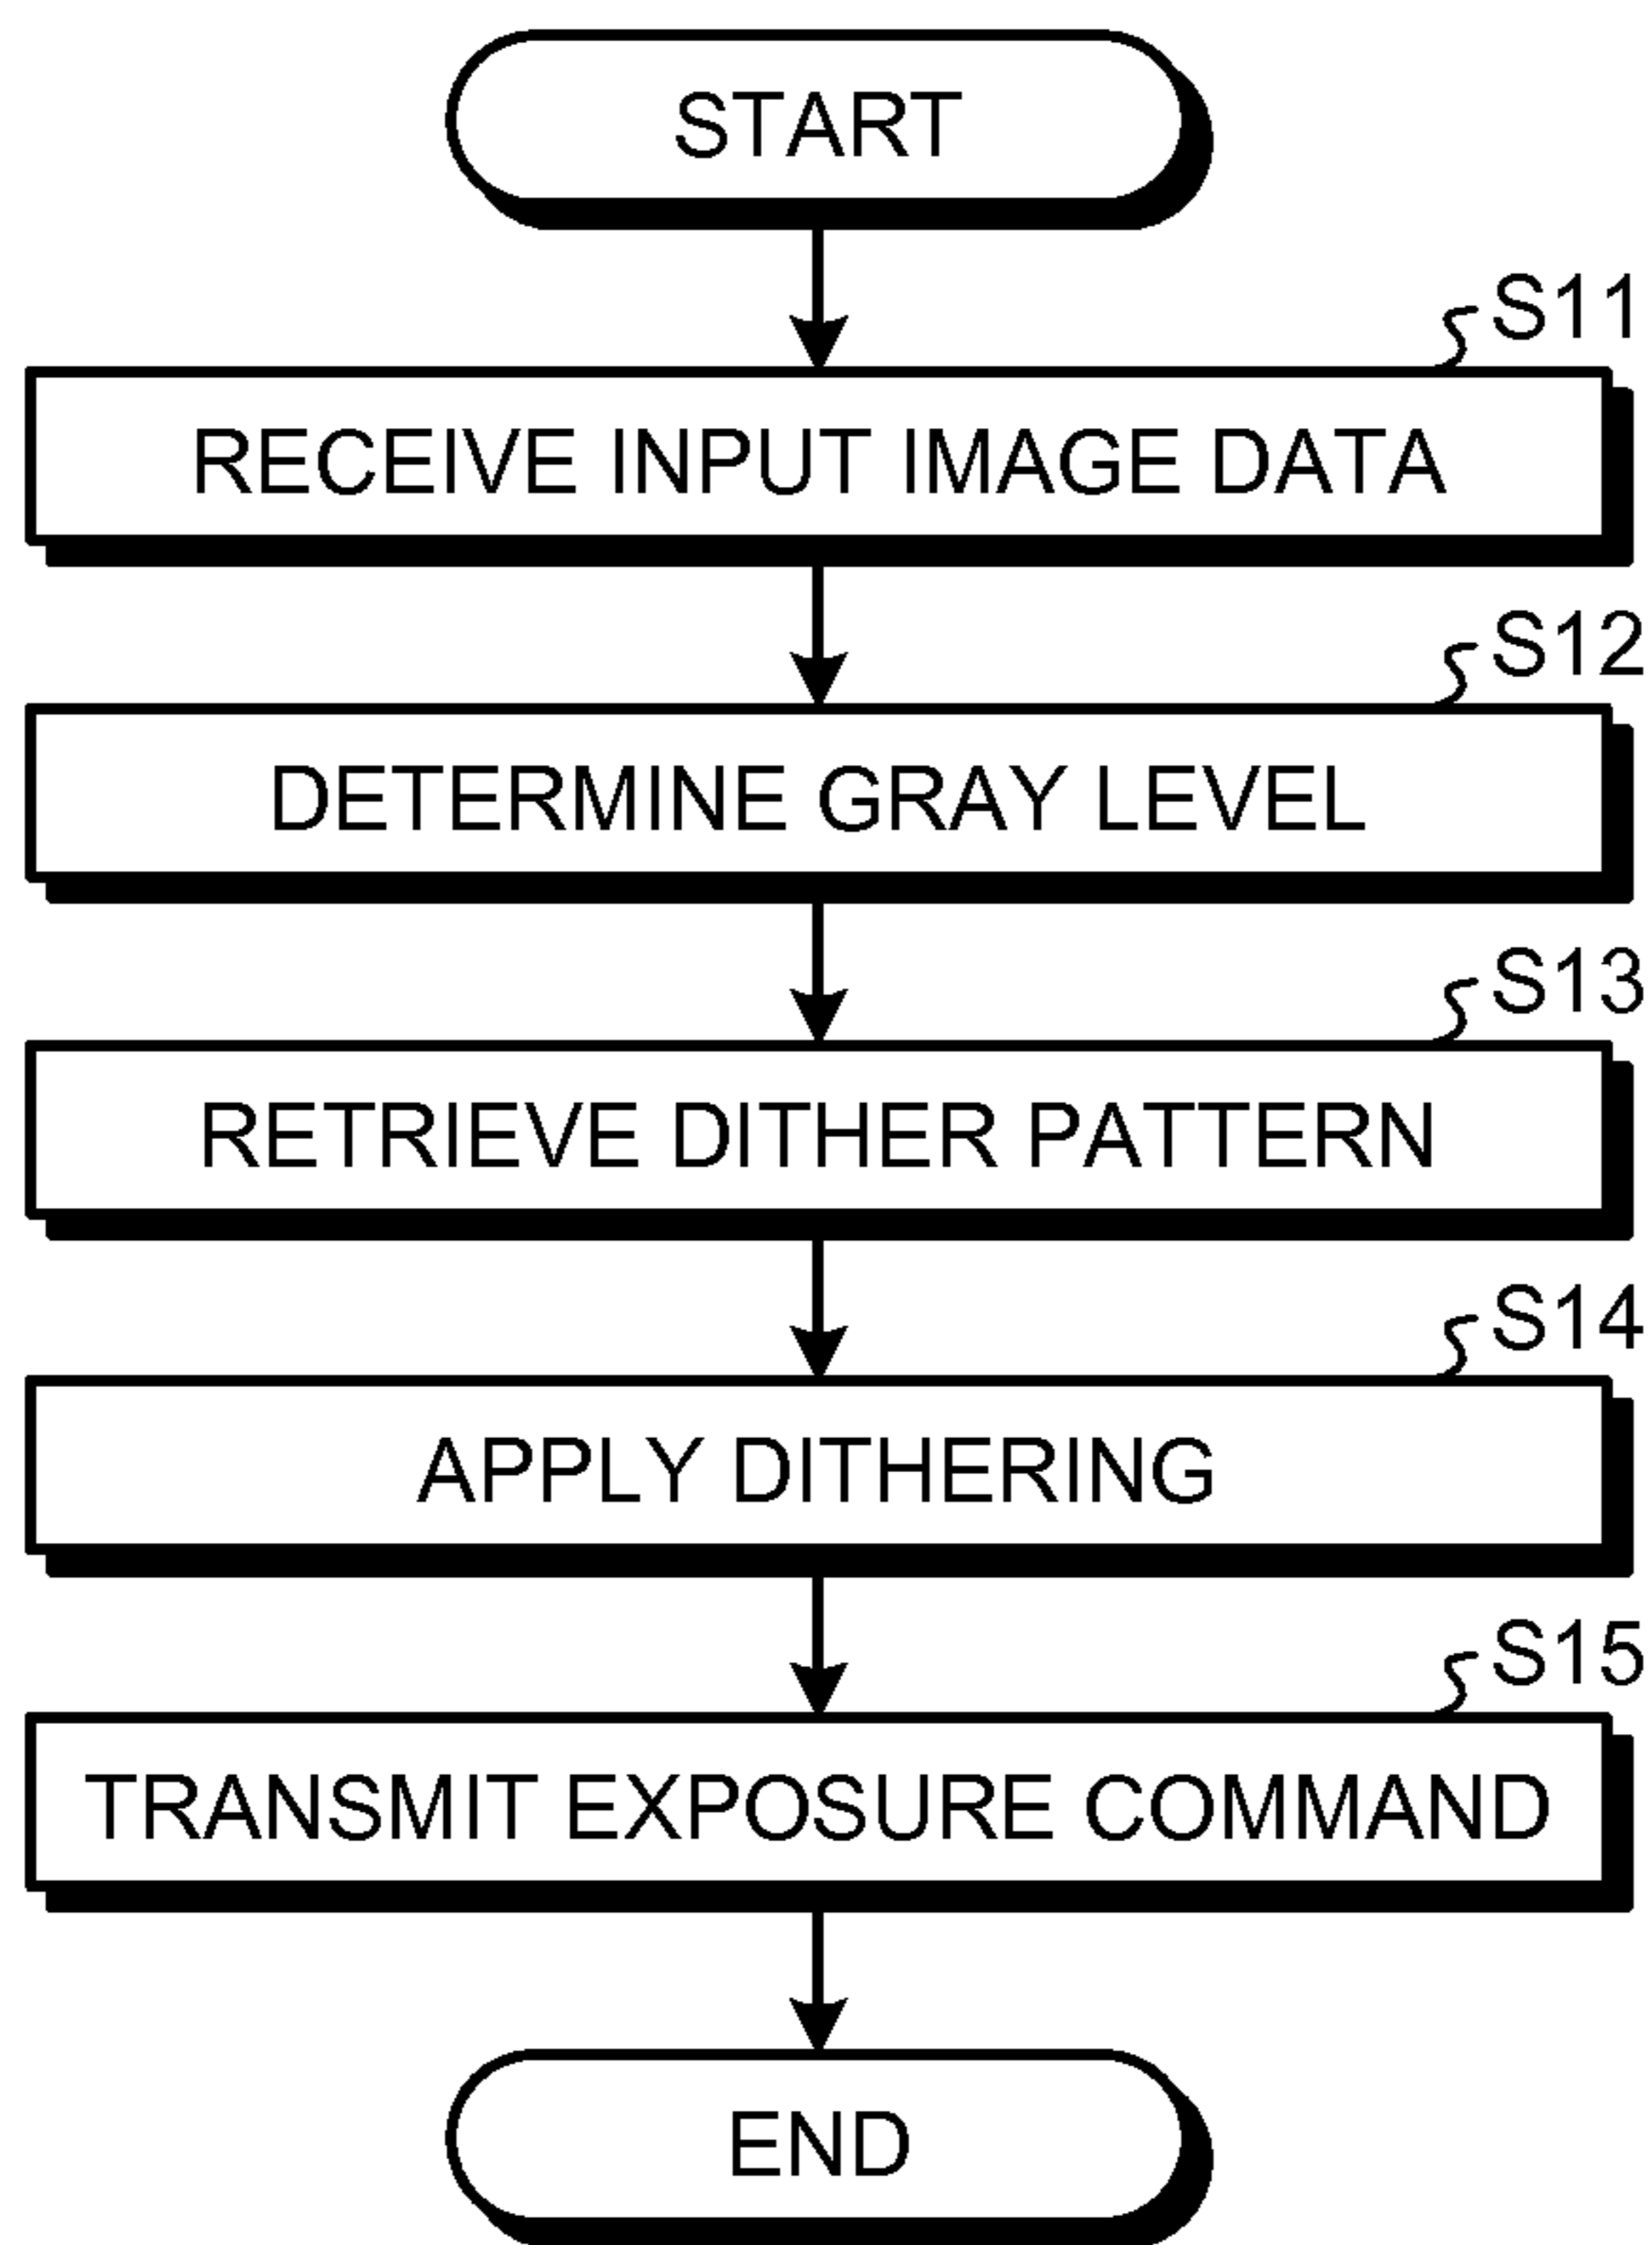 START
S11
RECEIVE INPUT IMAGE DATA
S12
DETERMINE GRAY LEVEL
S13
RETRIEVE DITHER PATTERN
S14
APPLY DITHERING
S15
TRANSMIT EXPOSURE COMMAND
END